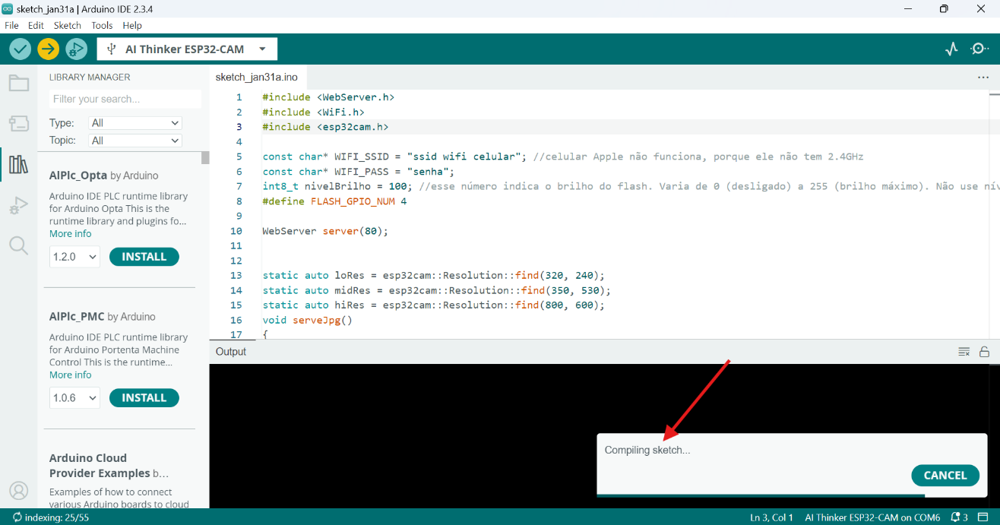 sketch_jan31a | Arduino IDE 2.3.4
File Edit Sketch Tools Help
AI Thinker ESP32-CAM
LIBRARY MANAGER
Filter your search...
Type: All
Topic: All
AIPlc_Opta by Arduino
Arduino IDE PLC runtime library
for Arduino Opta This is the
runtime library and plugins fo...
More info
1.2.0 INSTALL
AIPlc_PMC by Arduino
Arduino IDE PLC runtime library
for Arduino Portenta Machine
Control This is the runtime...
More info
1.0.6 INSTALL
Arduino Cloud
Provider Examples b...
Examples of how to connect
various Arduino boards to cloud
sketch_jan31a.ino
1 #include <WebServer.h>
2 #include <WiFi.h>
3 #include <esp32cam.h>
4
5 const char* WIFI_SSID = "ssid wifi celular"; //celular Apple não funciona, porque ele não tem 2.4GHz
6 const char* WIFI_PASS = "senha";
7 int8_t nivelBrilho = 100; //esse número indica o brilho do flash. Varia de 0 (desligado) a 255 (brilho máximo). Não use nív
8 #define FLASH_GPIO_NUM 4
9
10 WebServer server(80);
11
12
13 static auto loRes = esp32cam::Resolution::find(320, 240);
14 static auto midRes = esp32cam::Resolution::find(350, 530);
15 static auto hiRes = esp32cam::Resolution::find(800, 600);
16 void serveJpg()
17 {
Output
Compiling sketch...
CANCEL
indexing: 25/55
Ln 3, Col 1 AI Thinker ESP32-CAM on COM6 3